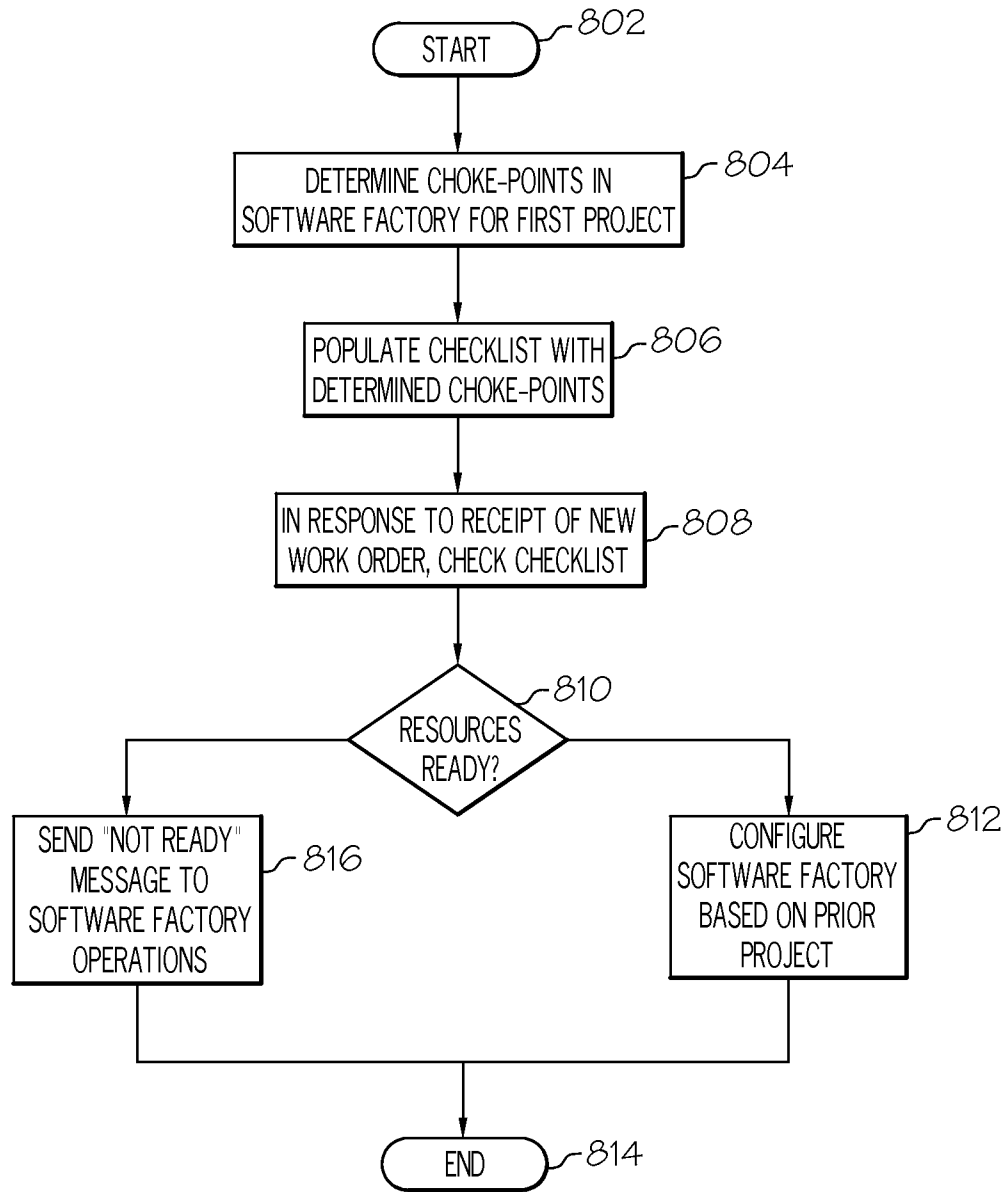 START
802
DETERMINE CHOKE-POINTS IN
SOFTWARE FACTORY FOR FIRST PROJECT
804
POPULATE CHECKLIST WITH
DETERMINED CHOKE-POINTS
806
IN RESPONSE TO RECEIPT OF NEW
WORK ORDER, CHECK CHECKLIST
808
RESOURCES
READY?
810
SEND "NOT READY"
MESSAGE TO
SOFTWARE FACTORY
OPERATIONS
816
CONFIGURE
SOFTWARE FACTORY
BASED ON PRIOR
PROJECT
812
END
814